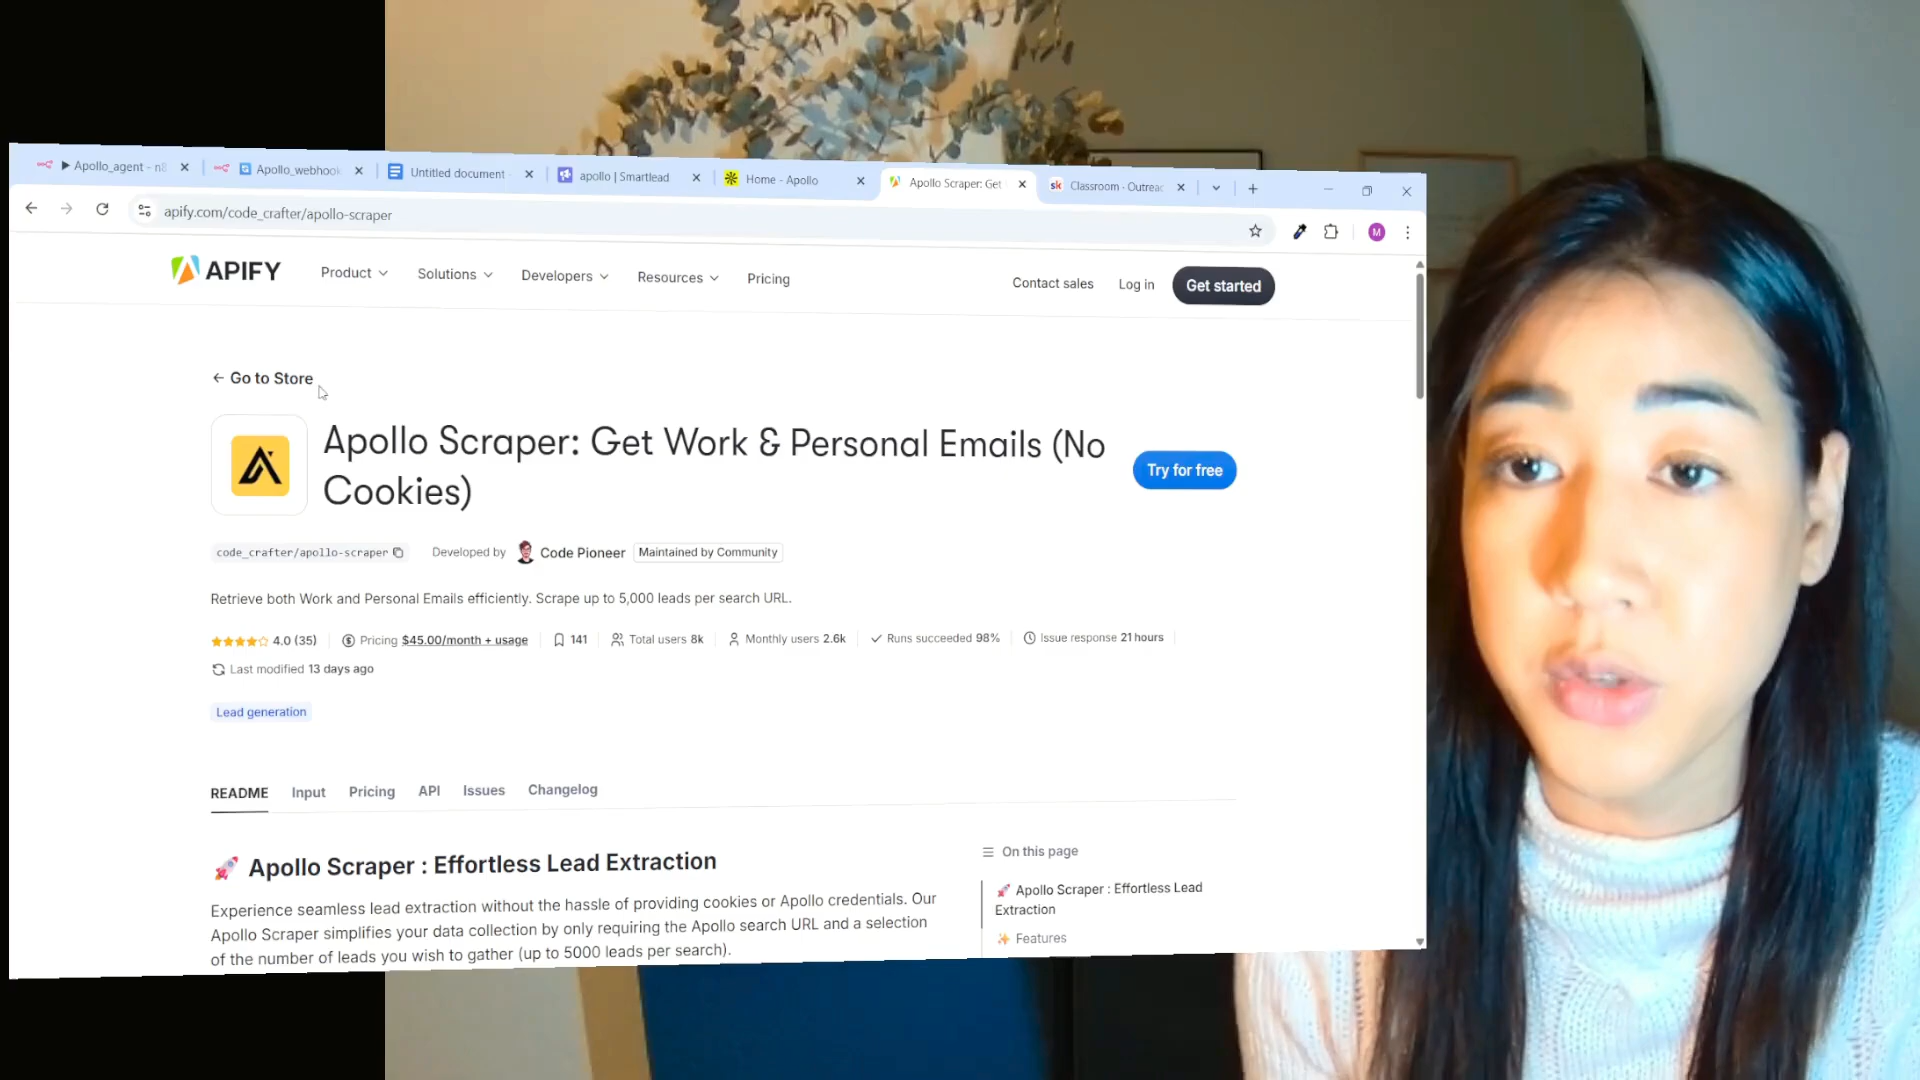 Apollo_agent - n8
Apollo_webhook
Untitled document
apollo | Smartlead
Home - Apollo
Apollo Scraper: Get
sk Classroom - Outreac
apify.com/code_crafter/apollo-scraper
M
APIFY
Product
Solutions
Developers
Resources
Pricing
Contact sales
Log in
Get started
← Go to Store
Apollo Scraper: Get Work & Personal Emails (No
Cookies)
Try for free
code_crafter/apollo-scraper
Developed by
Code Pioneer
Maintained by Community
Retrieve both Work and Personal Emails efficiently. Scrape up to 5,000 leads per search URL.
4.0 (35)
Pricing $45.00/month + usage
141
Total users 8k
Monthly users 2.6k
Runs succeeded 98%
Issue response 21 hours
Last modified 13 days ago
Lead generation
README
Input
Pricing
API
Issues
Changelog
🚀 Apollo Scraper : Effortless Lead Extraction
Experience seamless lead extraction without the hassle of providing cookies or Apollo credentials. Our
Apollo Scraper simplifies your data collection by only requiring the Apollo search URL and a selection
of the number of leads you wish to gather (up to 5000 leads per search).
On this page
🚀 Apollo Scraper : Effortless Lead
Extraction
✨ Features